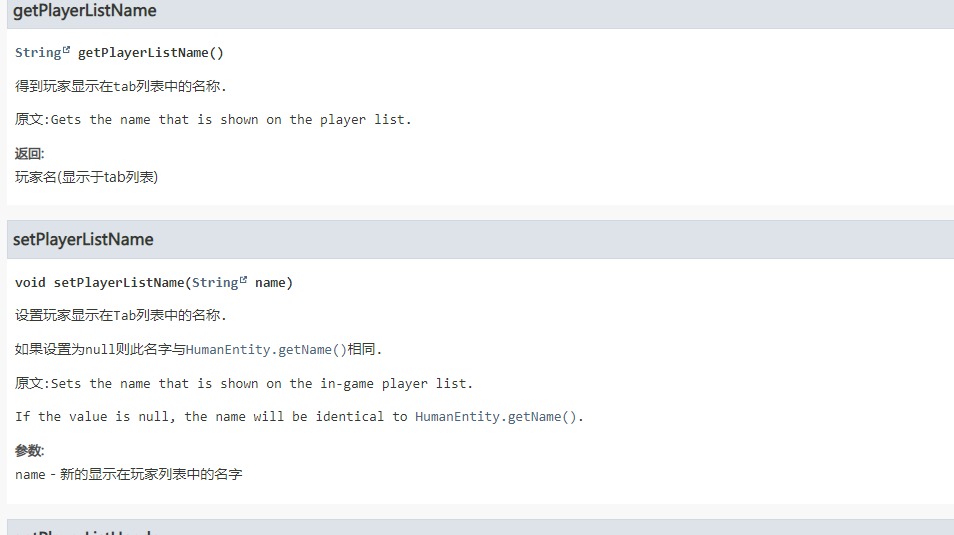 getPlayerListName
String getPlayerListName()
得到玩家显示在tab列表中的名称.
原文:Gets the name that is shown on the player list.
返回:
玩家名(显示于tab列表)
setPlayerListName
void setPlayerListName(String name)
设置玩家显示在Tab列表中的名称.
如果设置为null则此名字与HumanEntity.getName()相同.
原文:Sets the name that is shown on the in-game player list.
If the value is null, the name will be identical to HumanEntity.getName().
参数:
name - 新的显示在玩家列表中的名字